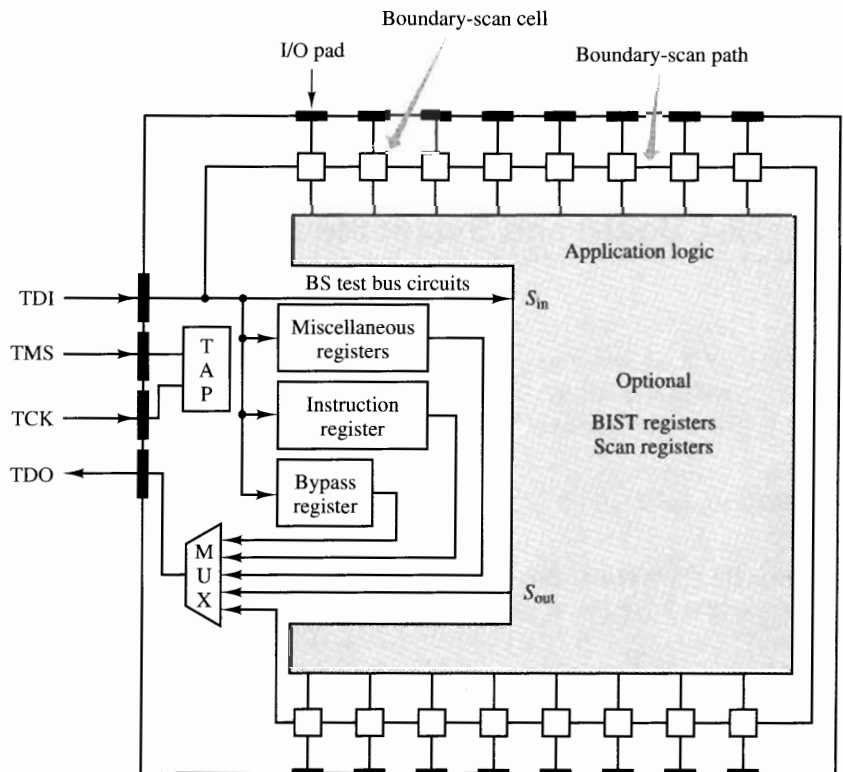 Boundary-scan cell
I/O pad
Boundary-scan path
Application logic
BS test bus circuits
TDI
S_in
Miscellaneous
registers
TMS
T
A
P
Optional
Instruction
register
TCK
BIST registers
Scan registers
TDO
Bypass
register
M
U
X
S_out